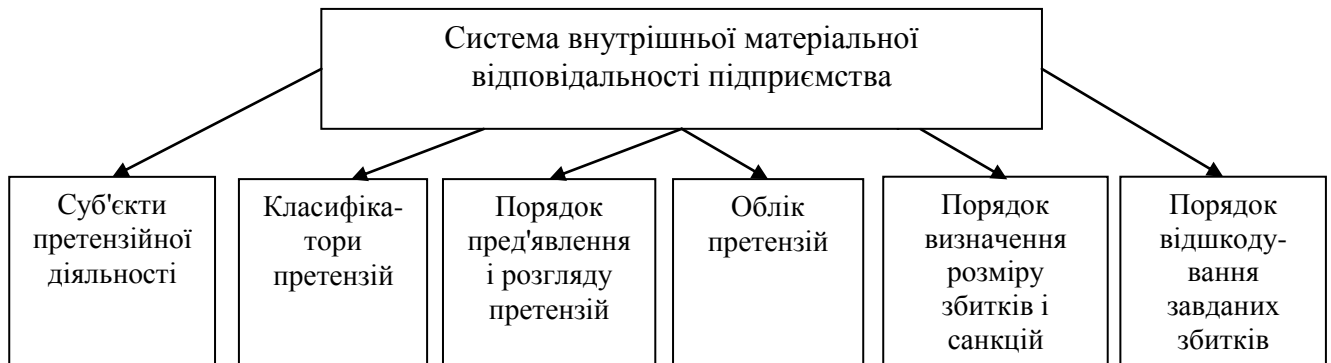 Система внутрішньої матеріальної
відповідальності підприємства
Суб'єкти
претензійної
діяльності
Класифіка-
тори
претензій
Порядок
пред'явлення
і розгляду
претензій
Облік
претензій
Порядок
визначення
розміру
збитків і
санкцій
Порядок
відшкоду-
вання
завданих
збитків